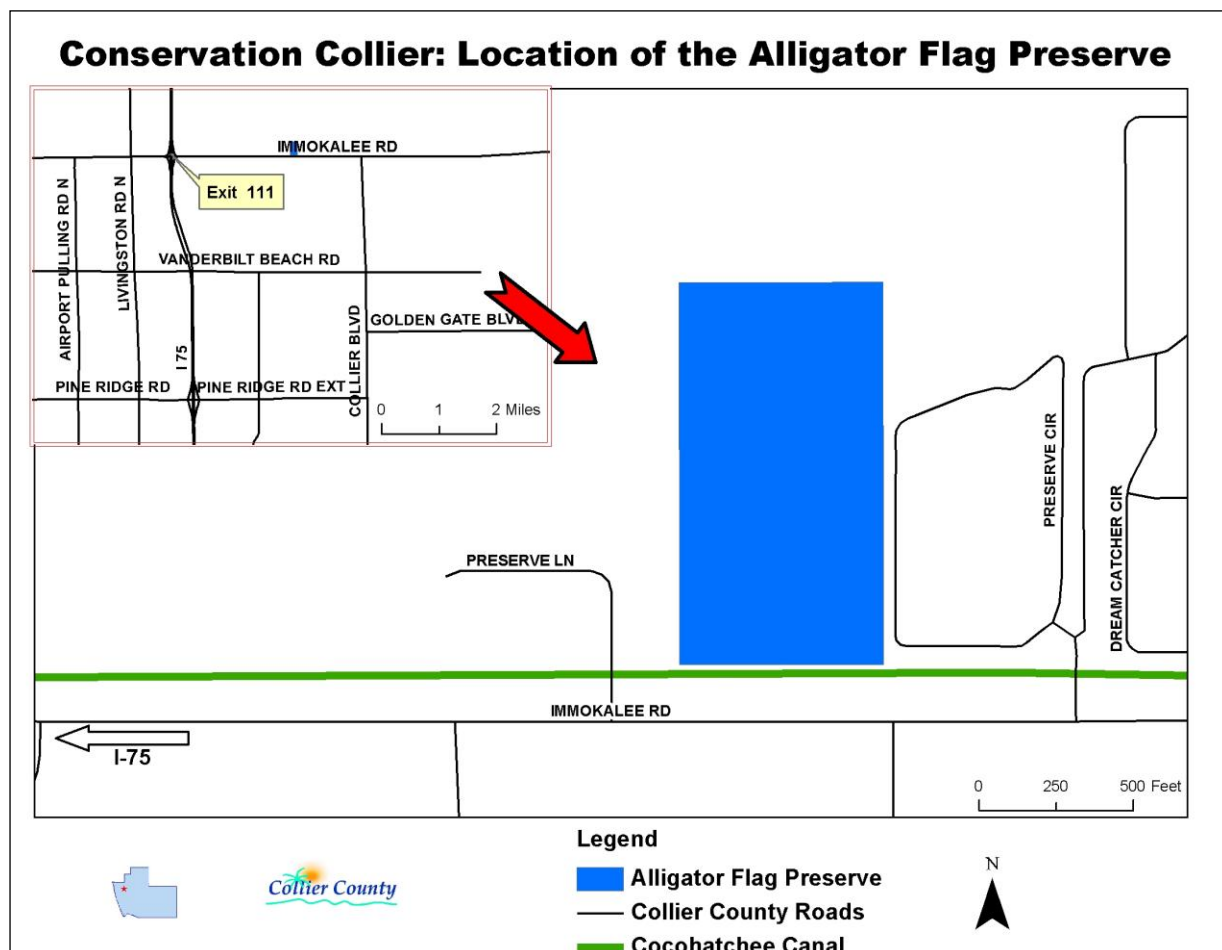 Conservation Collier: Location of the Alligator Flag Preserve
IMMOKALEE RD
Exit 111
AIRPORT PULLING RD N
LIVINGSTON RD N
VANDERBILT BEACH RD
I 75
COLLIER BLVD
GOLDEN GATE BLVD
PINE RIDGE RD
PINE RIDGE RD EXT
0 1 2 Miles
PRESERVE CIR
DREAM CATCHER CIR
PRESERVE LN
IMMOKALEE RD
I-75
0 250 500 Feet
Legend
Alligator Flag Preserve
Collier County Roads
Cocohatchee Canal
Collier County
N